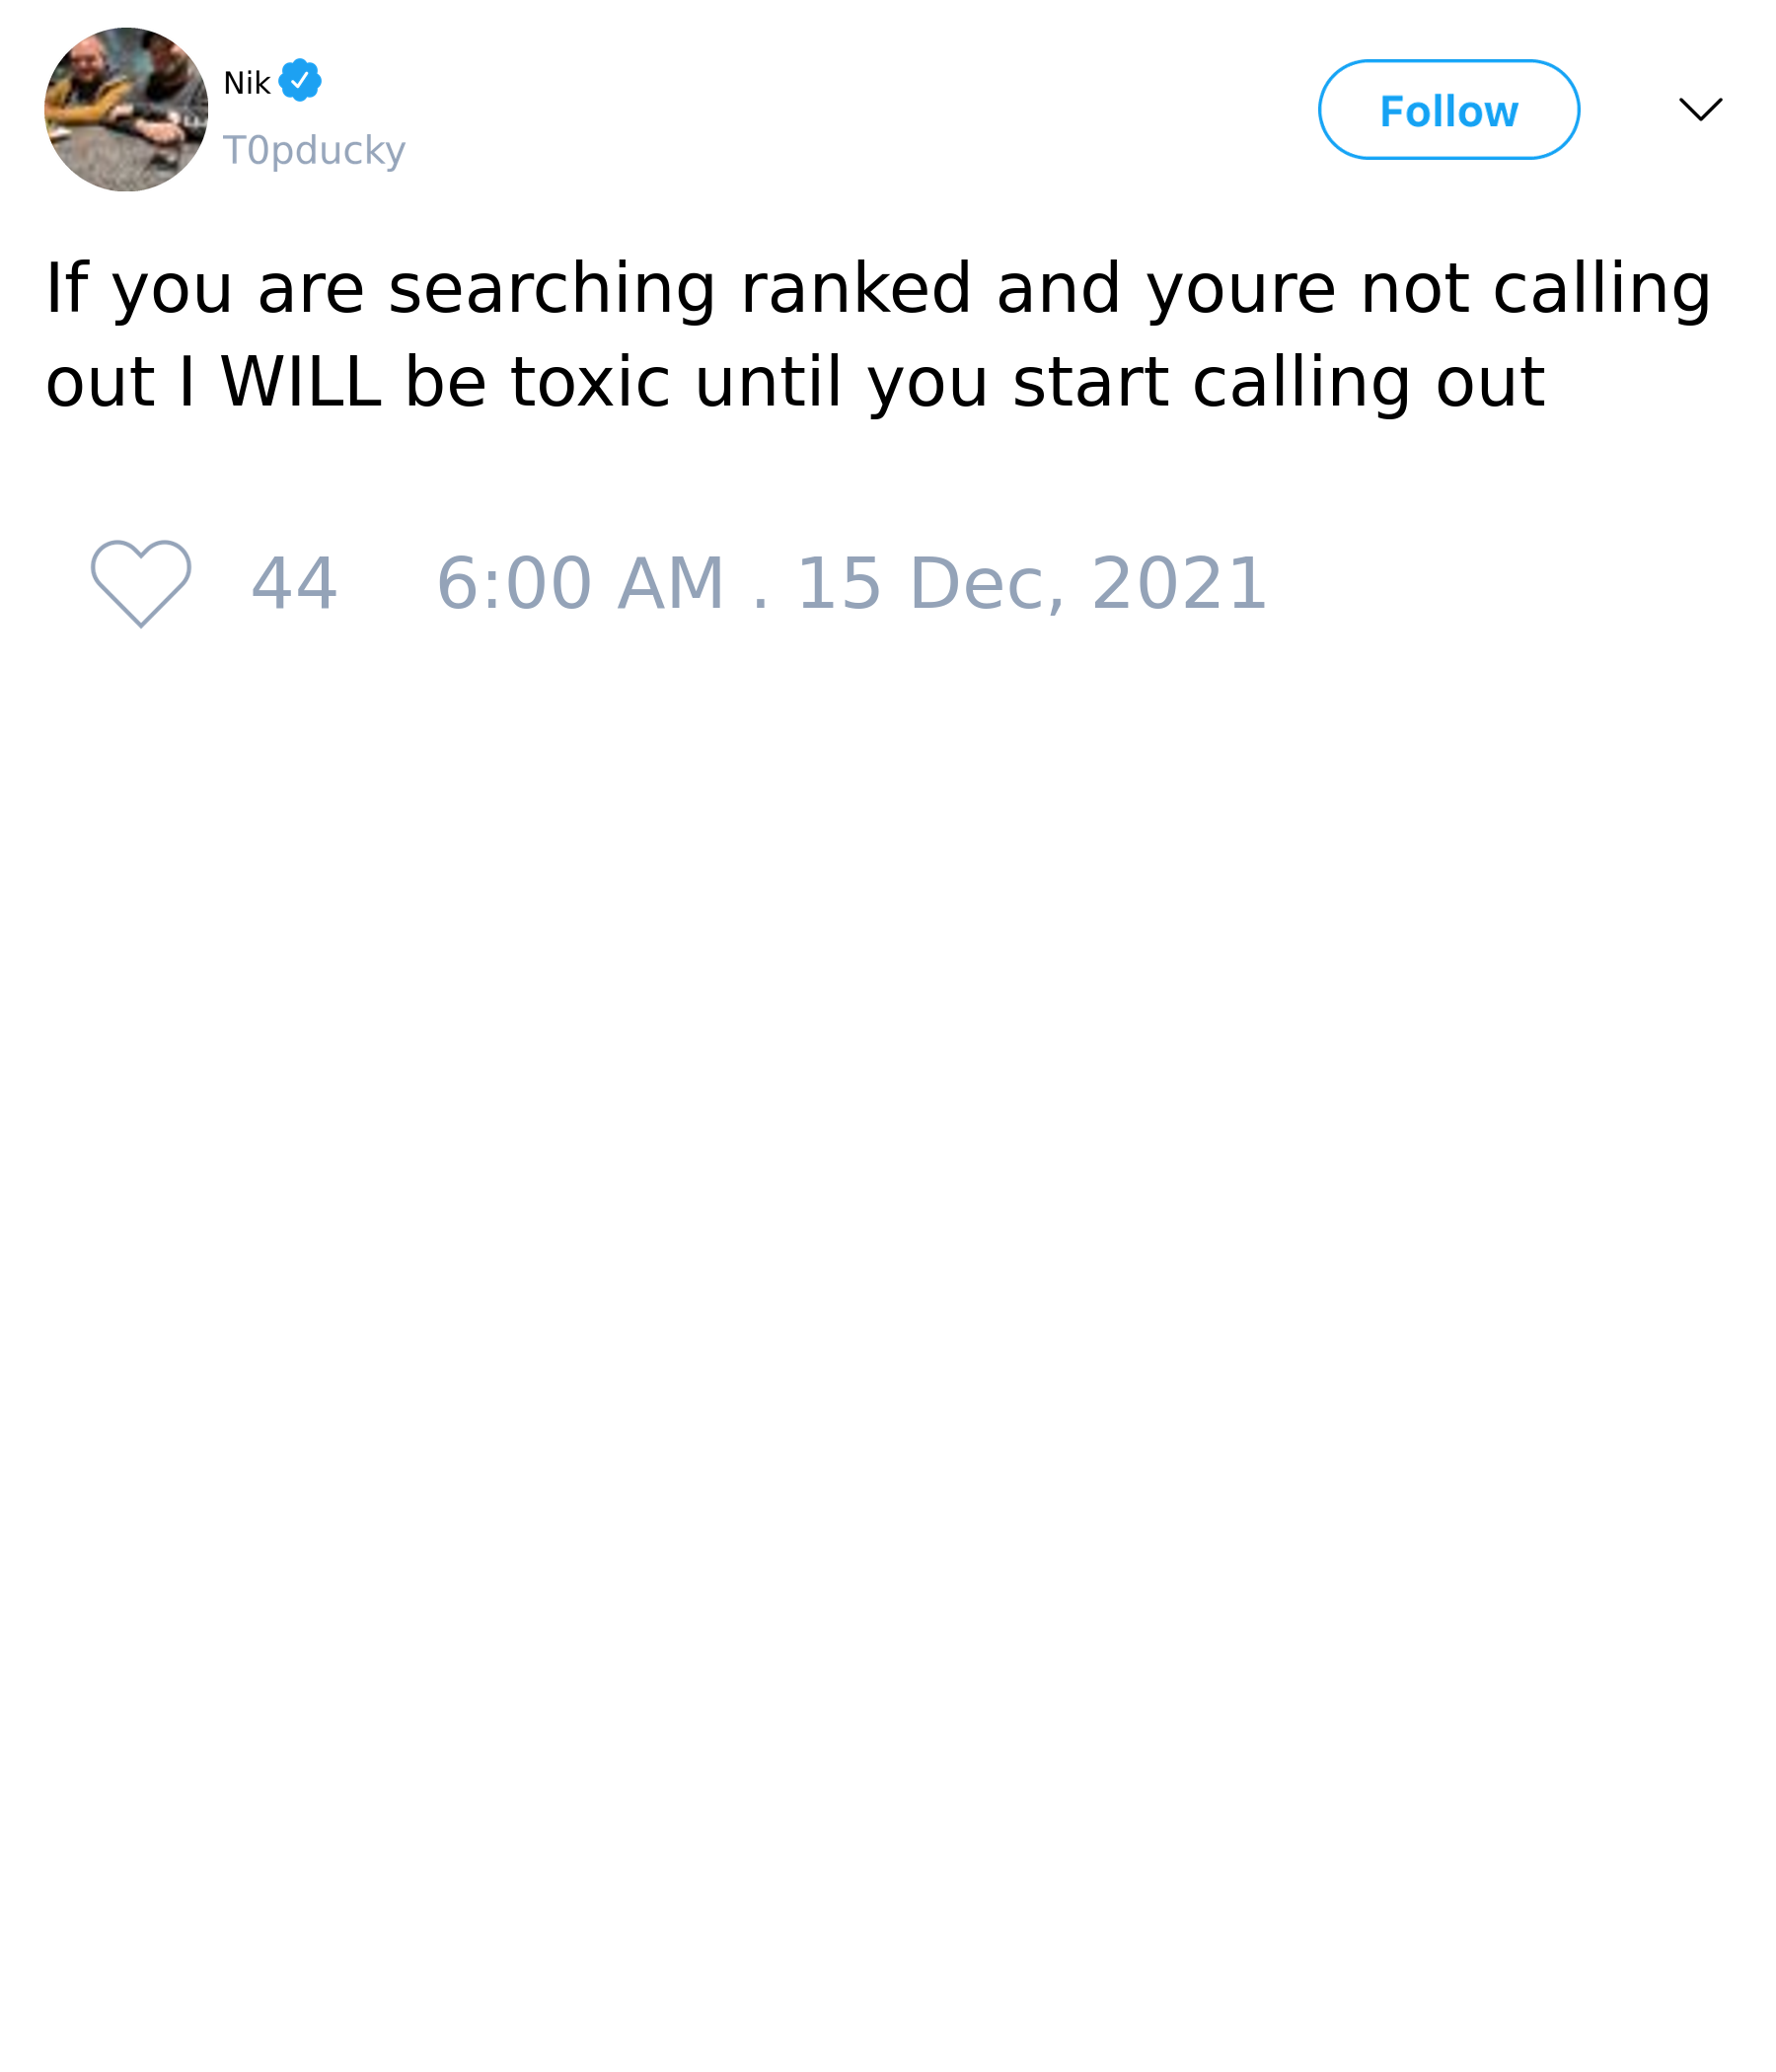 Nik
T0pducky
Follow
If you are searching ranked and youre not calling
out I WILL be toxic until you start calling out
44 6:00 AM . 15 Dec, 2021